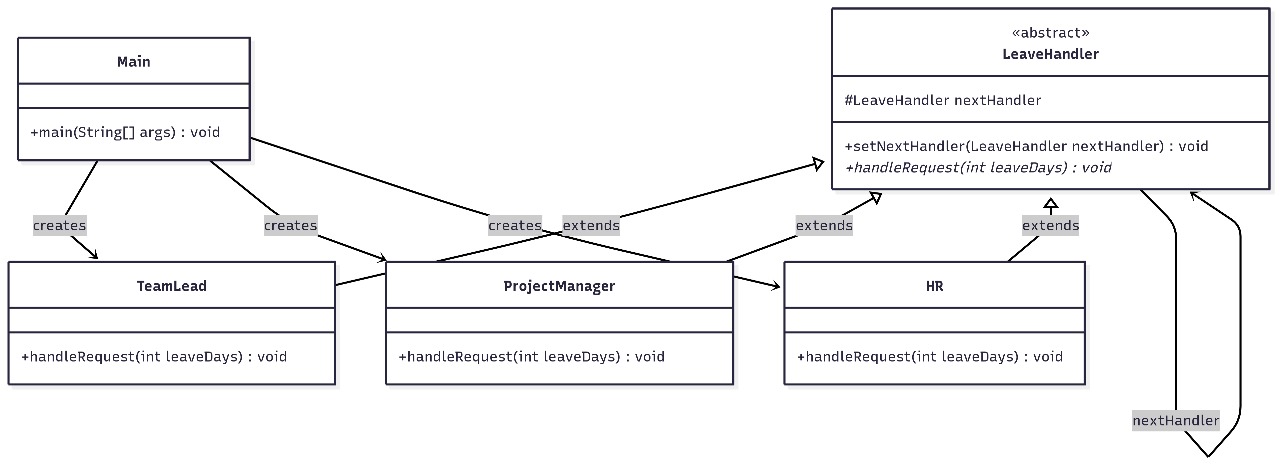 Main
+main(String[] args) : void
«abstract»
LeaveHandler
#LeaveHandler nextHandler
+setNextHandler(LeaveHandler nextHandler) : void
+handleRequest(int leaveDays) : void
creates
creates
creates
extends
extends
extends
TeamLead
+handleRequest(int leaveDays) : void
ProjectManager
+handleRequest(int leaveDays) : void
HR
+handleRequest(int leaveDays) : void
nextHandler